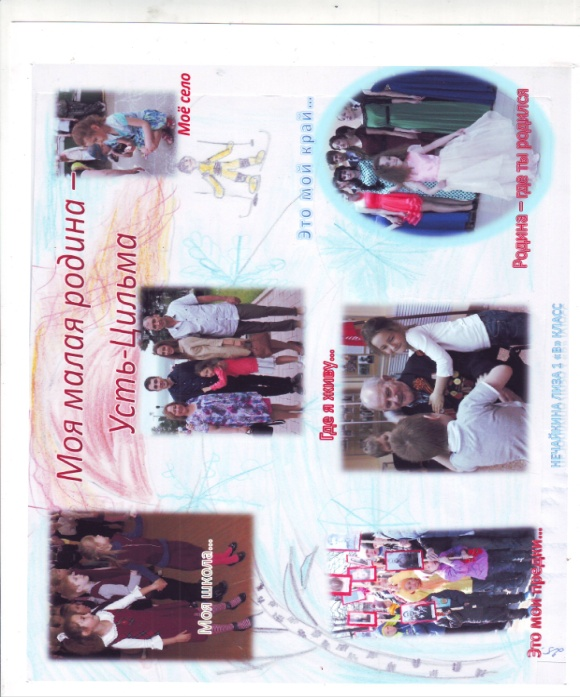 Моя малая родина –
Усть-Цильма
Моё село
Моя школа...
Это мой край...
Где я живу...
Родина – где ты родился
Это мои предки...
НЕЧАЙКИНА ЛИЗА 1 «В» КЛАСС